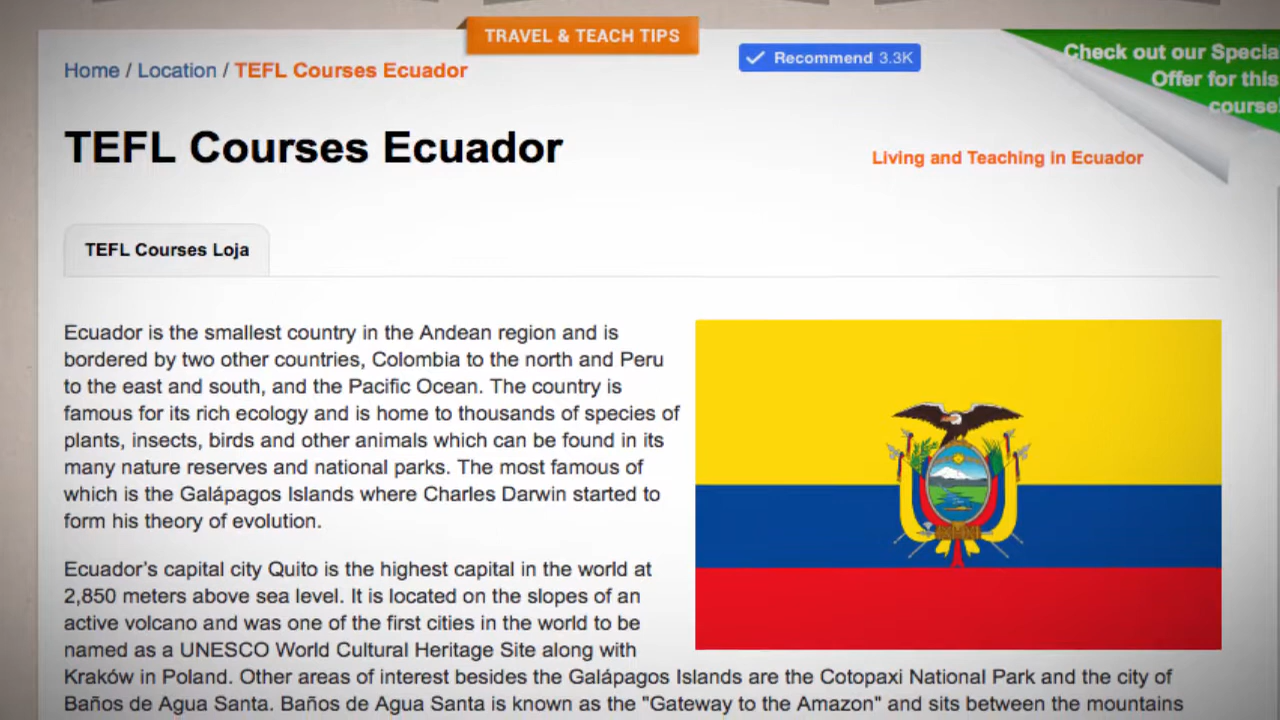 TRAVEL & TEACH TIPS
Home / Location / TEFL Courses Ecuador
Recommend 3.3K
Check out our Specia
Offer for this
course!
TEFL Courses Ecuador
Living and Teaching in Ecuador
TEFL Courses Loja
Ecuador is the smallest country in the Andean region and is
bordered by two other countries, Colombia to the north and Peru
to the east and south, and the Pacific Ocean. The country is
famous for its rich ecology and is home to thousands of species of
plants, insects, birds and other animals which can be found in its
many nature reserves and national parks. The most famous of
which is the Galápagos Islands where Charles Darwin started to
form his theory of evolution.
Ecuador’s capital city Quito is the highest capital in the world at
2,850 meters above sea level. It is located on the slopes of an
active volcano and was one of the first cities in the world to be
named as a UNESCO World Cultural Heritage Site along with
Kraków in Poland. Other areas of interest besides the Galápagos Islands are the Cotopaxi National Park and the city of
Baños de Agua Santa. Baños de Agua Santa is known as the "Gateway to the Amazon" and sits between the mountains